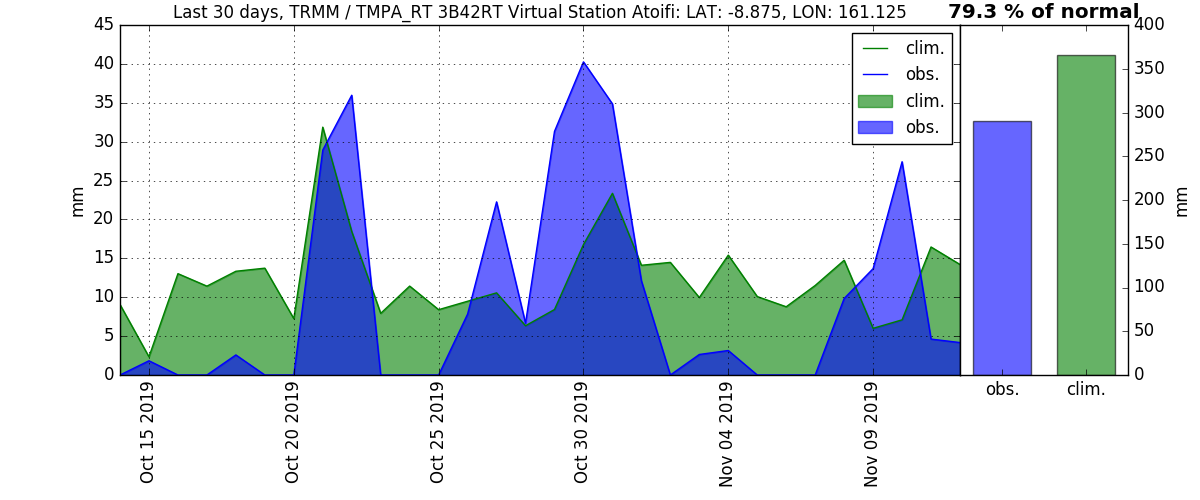 Last 30 days, TRMM / TMPA_RT 3B42RT Virtual Station Atoifi: LAT: -8.875, LON: 161.125
79.3 % of normal
45
40
35
30
25
20
15
10
5
0
mm
clim.
obs.
clim.
obs.
Oct 15 2019
Oct 20 2019
Oct 25 2019
Oct 30 2019
Nov 04 2019
Nov 09 2019
400
350
300
250
200
150
100
50
0
mm
obs.
clim.